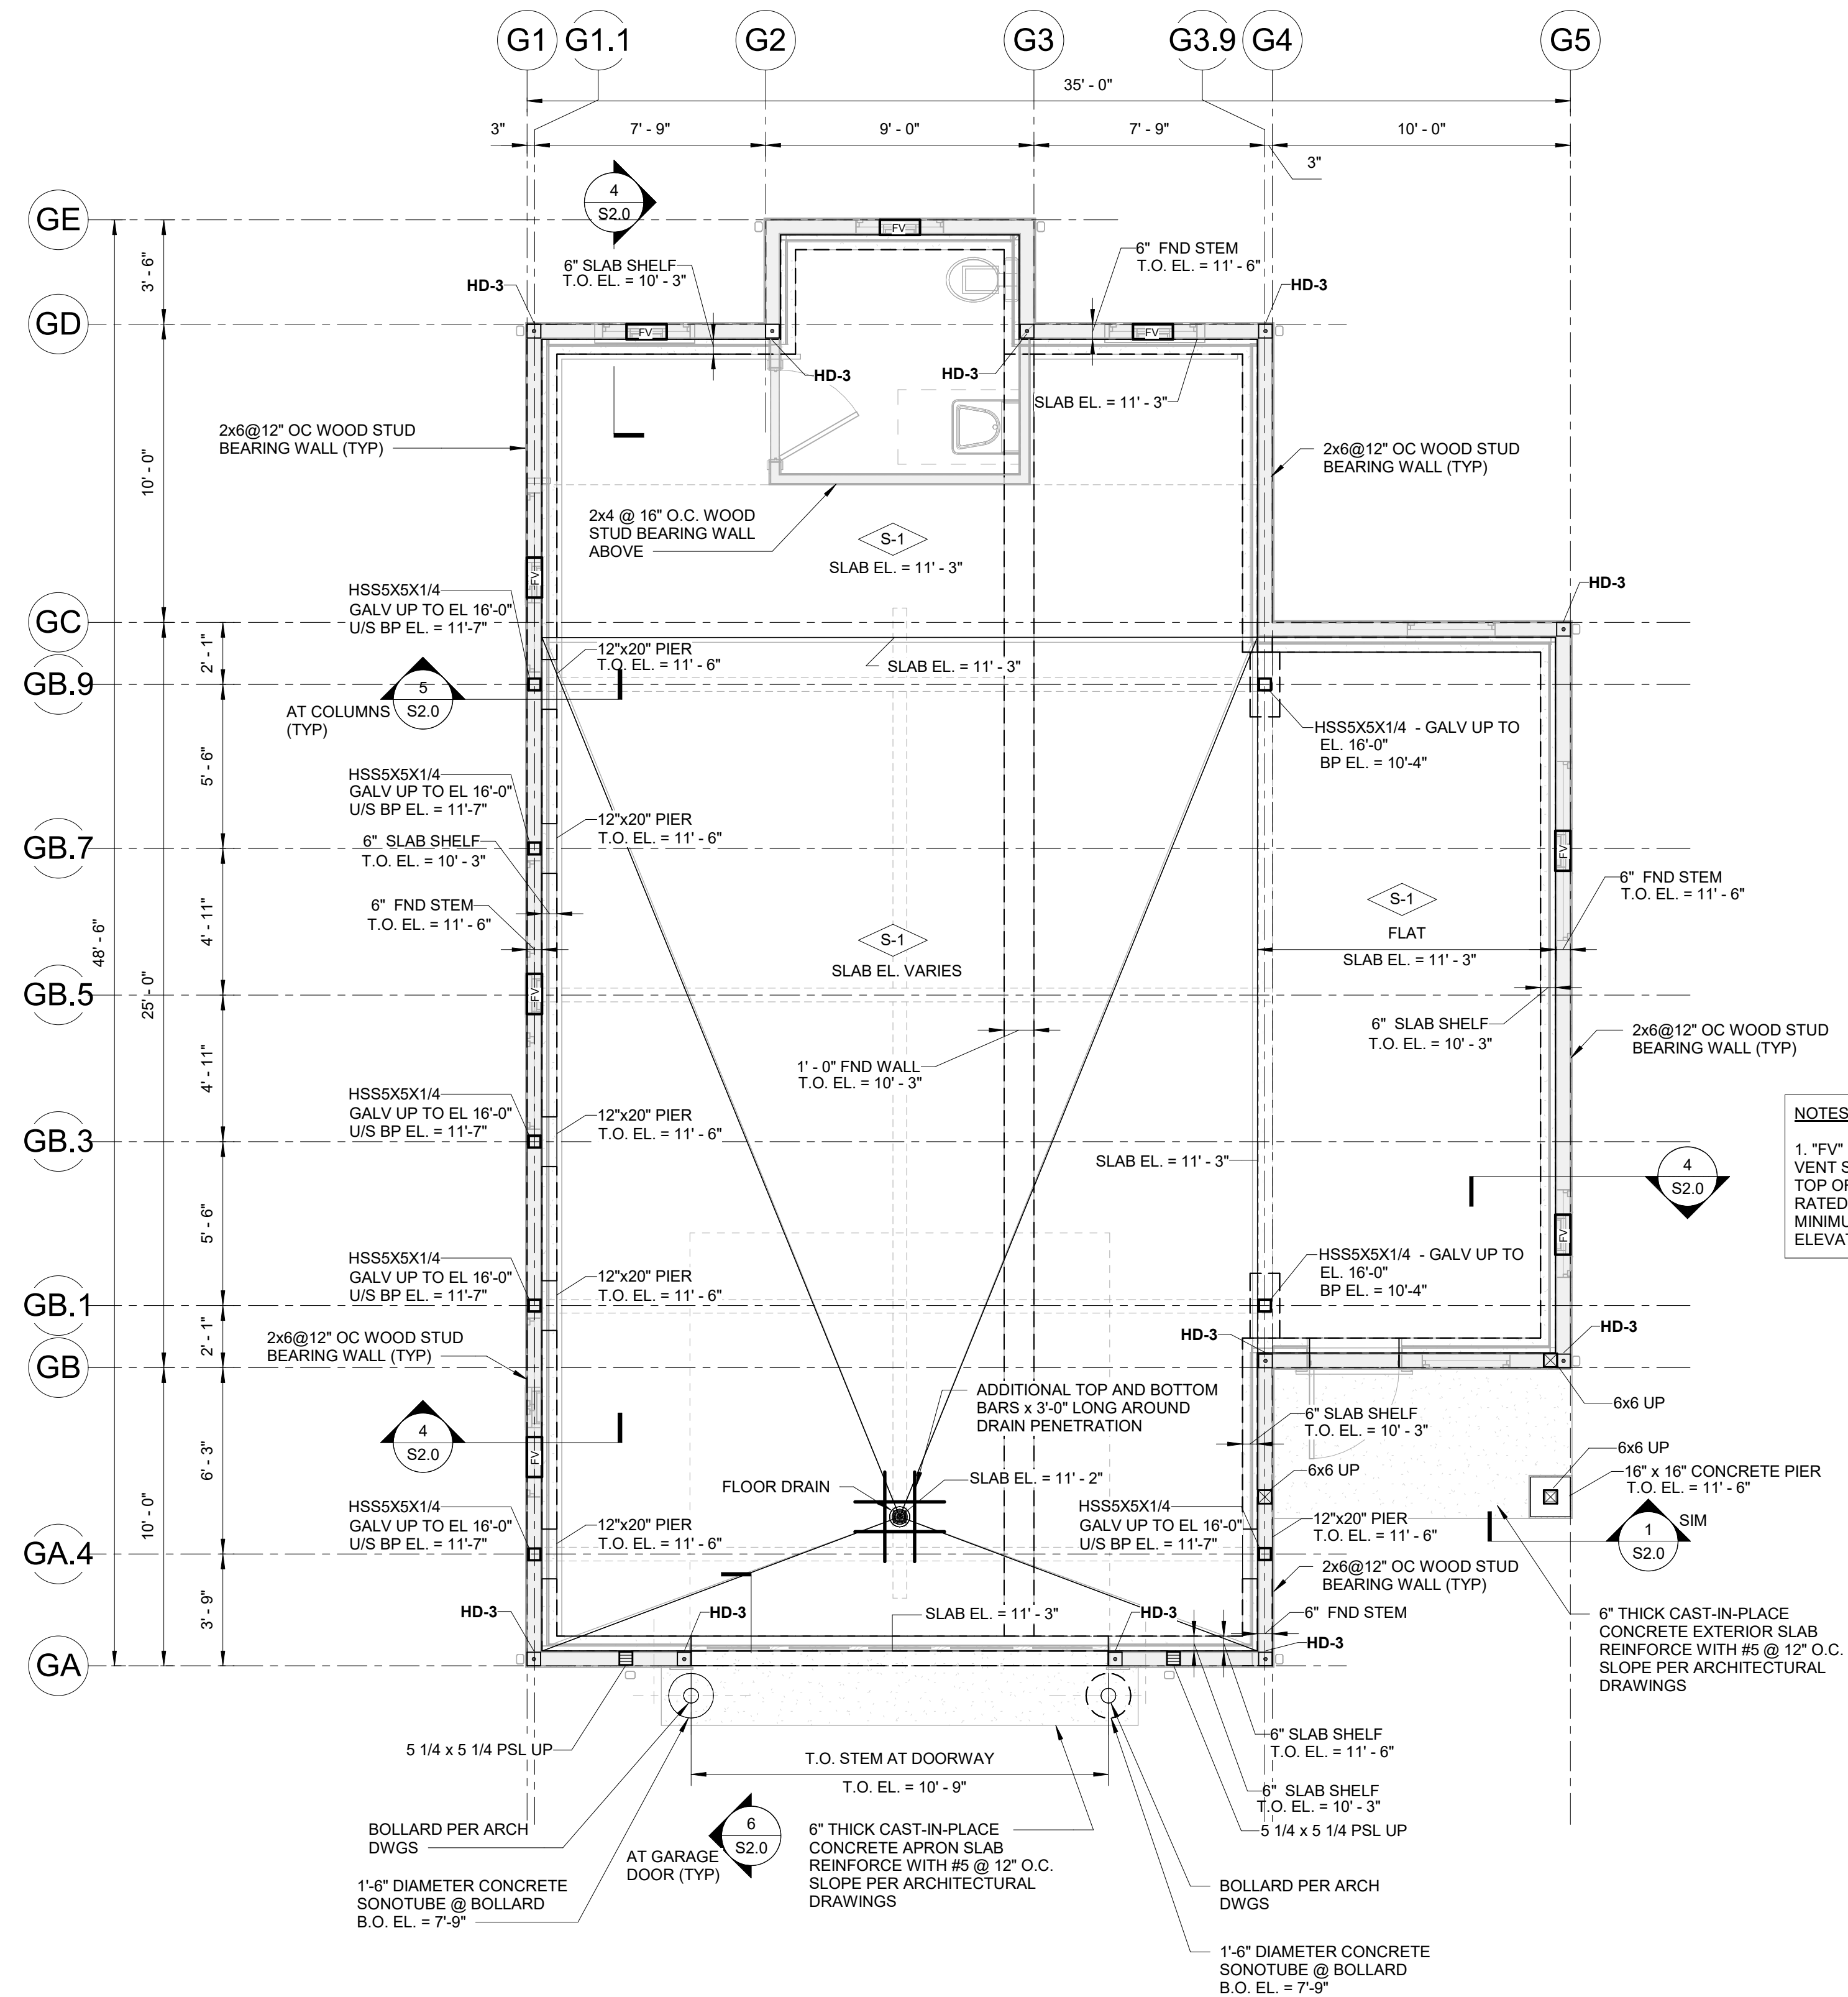 G1
G1.1
G2
G3
G3.9
G4
G5
35' - 0"
3"
7' - 9"
9' - 0"
7' - 9"
10' - 0"
3"
GE
GD
GC
GB.9
GB.7
GB.5
GB.3
GB.1
GB
GA.4
GA
3' - 6"
10' - 0"
48' - 6"
25' - 0"
10' - 0"
2' - 1"
5' - 6"
4' - 11"
4' - 11"
5' - 6"
2' - 1"
6' - 3"
3' - 9"
4
S2.0
FV
6" SLAB SHELF
T.O. EL. = 10' - 3"
6" FND STEM
T.O. EL. = 11' - 6"
HD-3
HD-3
FV
FV
HD-3
HD-3
SLAB EL. = 11' - 3"
2x6@12" OC WOOD STUD
BEARING WALL (TYP)
2x6@12" OC WOOD STUD
BEARING WALL (TYP)
2x4 @ 16" O.C. WOOD
STUD BEARING WALL
ABOVE
S-1
SLAB EL. = 11' - 3"
FV
HD-3
HSS5X5X1/4
GALV UP TO EL 16'-0"
U/S BP EL. = 11'-7"
12"x20" PIER
T.O. EL. = 11' - 6"
SLAB EL. = 11' - 3"
5
S2.0
AT COLUMNS
(TYP)
HSS5X5X1/4 - GALV UP TO
EL. 16'-0"
BP EL. = 10'-4"
HSS5X5X1/4
GALV UP TO EL 16'-0"
U/S BP EL. = 11'-7"
12"x20" PIER
T.O. EL. = 11' - 6"
6" SLAB SHELF
T.O. EL. = 10' - 3"
6" FND STEM
T.O. EL. = 11' - 6"
FV
6" FND STEM
T.O. EL. = 11' - 6"
S-1
FLAT
SLAB EL. = 11' - 3"
S-1
SLAB EL. VARIES
FV
6" SLAB SHELF
T.O. EL. = 10' - 3"
2x6@12" OC WOOD STUD
BEARING WALL (TYP)
1' - 0" FND WALL
T.O. EL. = 10' - 3"
HSS5X5X1/4
GALV UP TO EL 16'-0"
U/S BP EL. = 11'-7"
12"x20" PIER
T.O. EL. = 11' - 6"
SLAB EL. = 11' - 3"
4
S2.0
NOTES
1. "FV"
VENT S
TOP OF
RATED
MINIMU
ELEVAT
FV
HSS5X5X1/4
GALV UP TO EL 16'-0"
U/S BP EL. = 11'-7"
12"x20" PIER
T.O. EL. = 11' - 6"
HSS5X5X1/4 - GALV UP TO
EL. 16'-0"
BP EL. = 10'-4"
HD-3
HD-3
2x6@12" OC WOOD STUD
BEARING WALL (TYP)
ADDITIONAL TOP AND BOTTOM
BARS x 3'-0" LONG AROUND
DRAIN PENETRATION
6x6 UP
6" SLAB SHELF
T.O. EL. = 10' - 3"
4
S2.0
FV
6x6 UP
16" x 16" CONCRETE PIER
T.O. EL. = 11' - 6"
6x6 UP
FLOOR DRAIN
SLAB EL. = 11' - 2"
HSS5X5X1/4
GALV UP TO EL 16'-0"
U/S BP EL. = 11'-7"
12"x20" PIER
T.O. EL. = 11' - 6"
HSS5X5X1/4
GALV UP TO EL 16'-0"
U/S BP EL. = 11'-7"
12"x20" PIER
T.O. EL. = 11' - 6"
1
S2.0
SIM
2x6@12" OC WOOD STUD
BEARING WALL (TYP)
HD-3
HD-3
SLAB EL. = 11' - 3"
HD-3
6" FND STEM
HD-3
6" THICK CAST-IN-PLACE
CONCRETE EXTERIOR SLAB
REINFORCE WITH #5 @ 12" O.C.
SLOPE PER ARCHITECTURAL
DRAWINGS
5 1/4 x 5 1/4 PSL UP
T.O. STEM AT DOORWAY
T.O. EL. = 10' - 9"
6" SLAB SHELF
T.O. EL. = 11' - 6"
6" SLAB SHELF
T.O. EL. = 10' - 3"
5 1/4 x 5 1/4 PSL UP
BOLLARD PER ARCH
DWGS
6
S2.0
AT GARAGE
DOOR (TYP)
6" THICK CAST-IN-PLACE
CONCRETE APRON SLAB
REINFORCE WITH #5 @ 12" O.C.
SLOPE PER ARCHITECTURAL
DRAWINGS
1'-6" DIAMETER CONCRETE
SONOTUBE @ BOLLARD
B.O. EL. = 7'-9"
BOLLARD PER ARCH
DWGS
1'-6" DIAMETER CONCRETE
SONOTUBE @ BOLLARD
B.O. EL. = 7'-9"